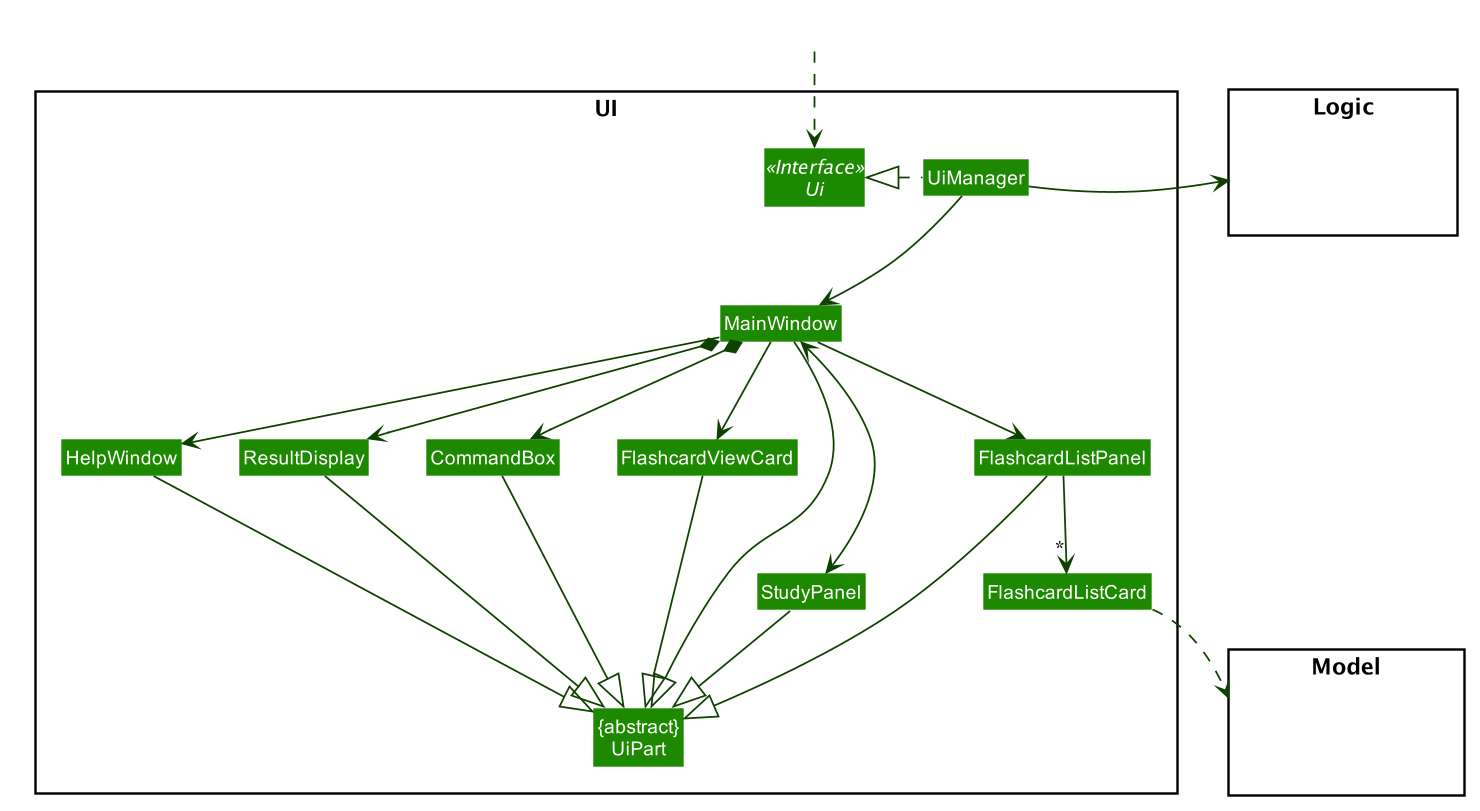 UI
Logic
«Interface»
Ui
UiManager
MainWindow
HelpWindow
ResultDisplay
CommandBox
FlashcardViewCard
FlashcardListPanel
*
StudyPanel
FlashcardListCard
Model
{abstract}
UiPart